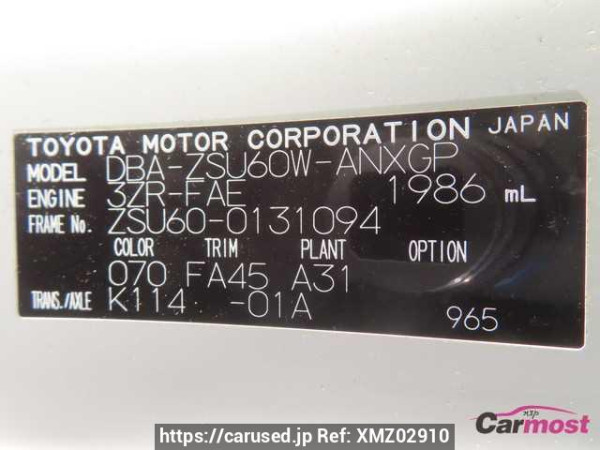 TOYOTA MOTOR CORPORATION JAPAN
MODEL DBA-ZSU60W-ANXGP
ENGINE 3ZR-FAE 1986 mL
FRAME No. ZSU60-0131094
COLOR TRIM PLANT OPTION
070 FA45 A31
TRANS./AXLE K114 -01A
965
Carmost
https://carused.jp Ref: XMZ02910